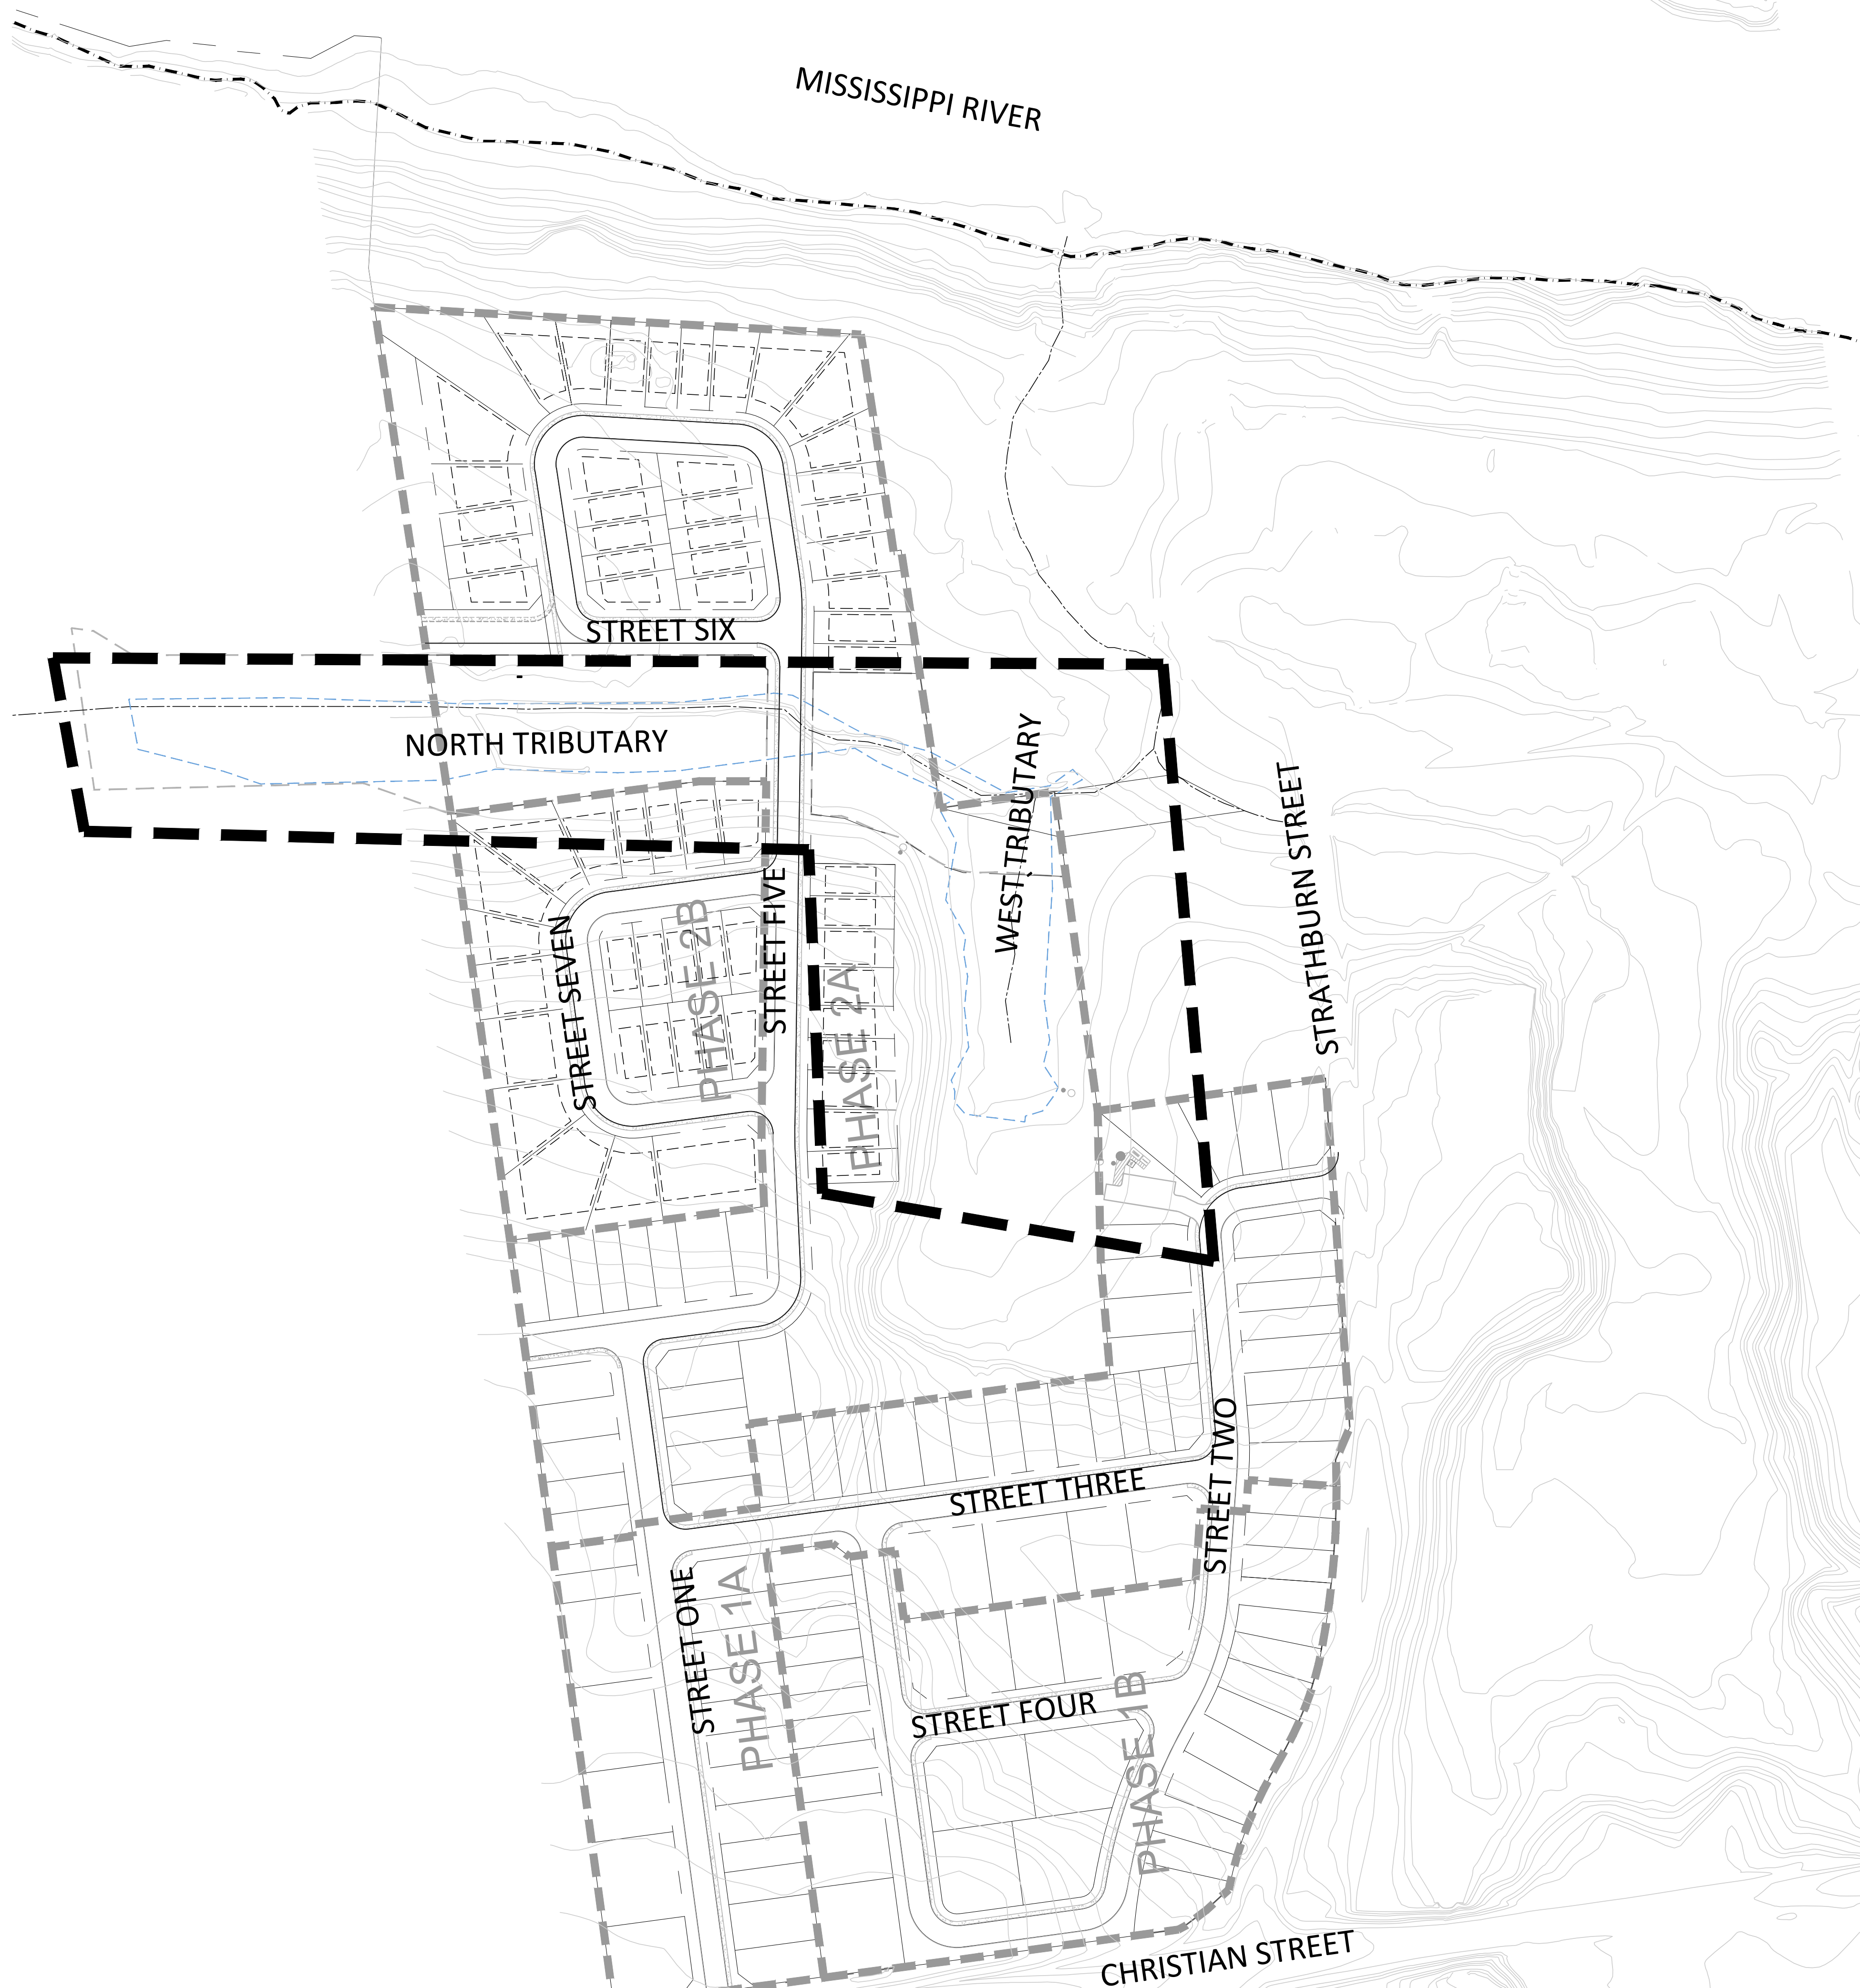 MISSISSIPPI RIVER
STREET SIX
NORTH TRIBUTARY
WEST TRIBUTARY
STRATHBURN STREET
STREET SEVEN
PHASE 2B
STREET FIVE
PHASE 2A
STREET TWO
STREET THREE
STREET ONE
PHASE 1A
STREET FOUR
PHASE 1B
CHRISTIAN STREET